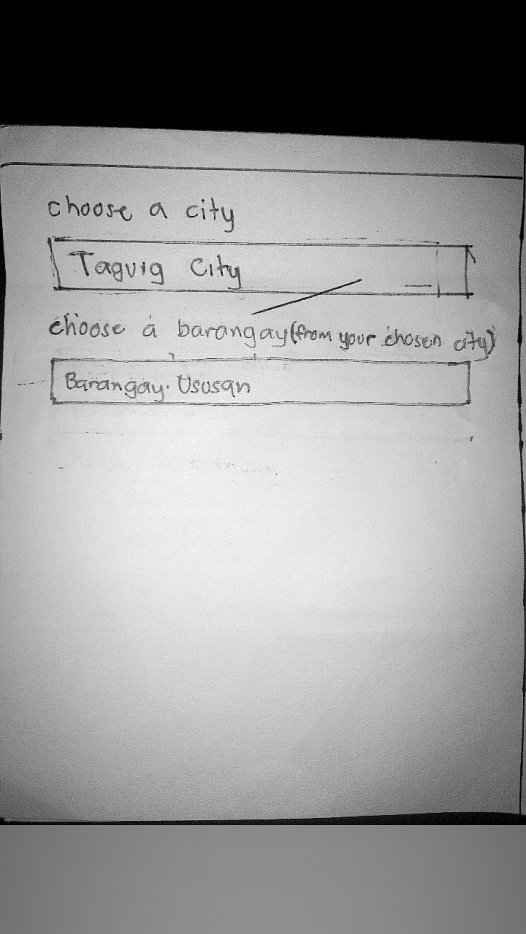 choose a city
Taguig City
choose a barangay (from your chosen city)
Barangay. Ususan